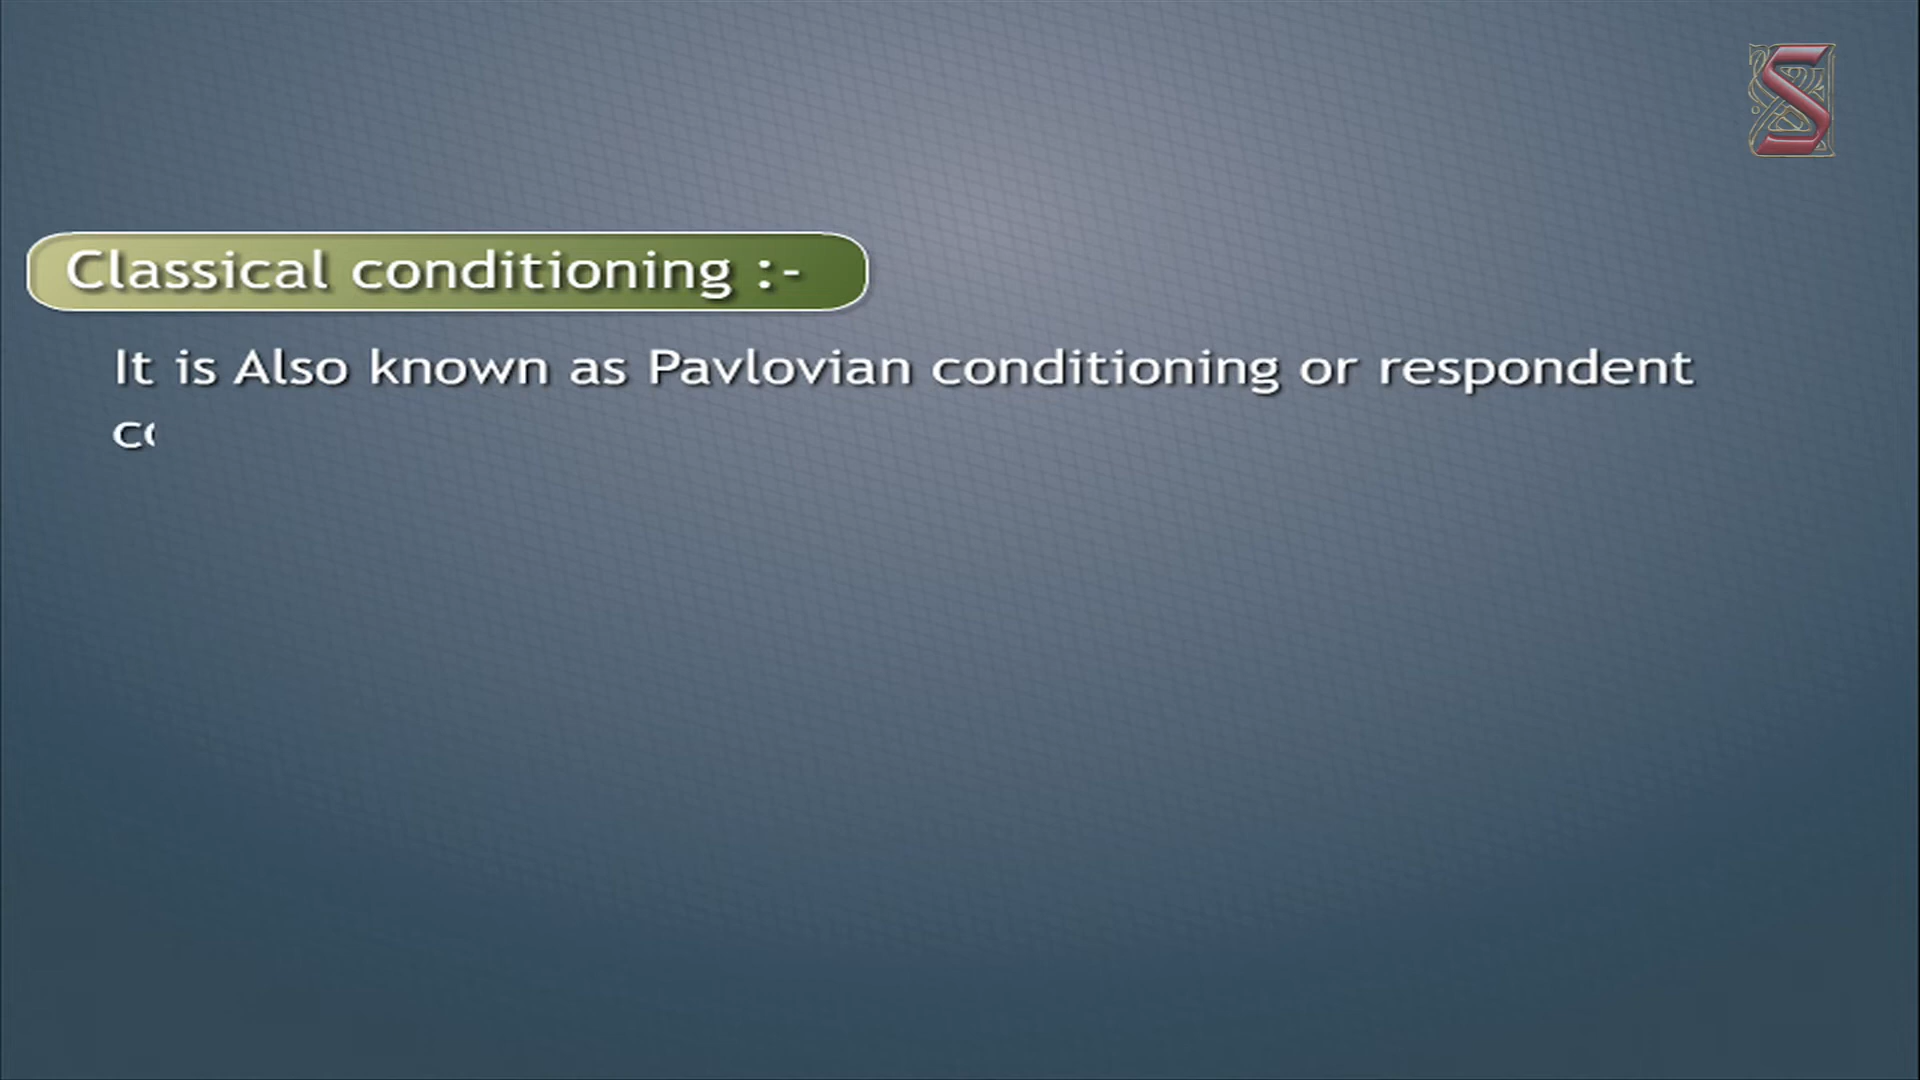 S
Classical conditioning :-
It is Also known as Pavlovian conditioning or respondent